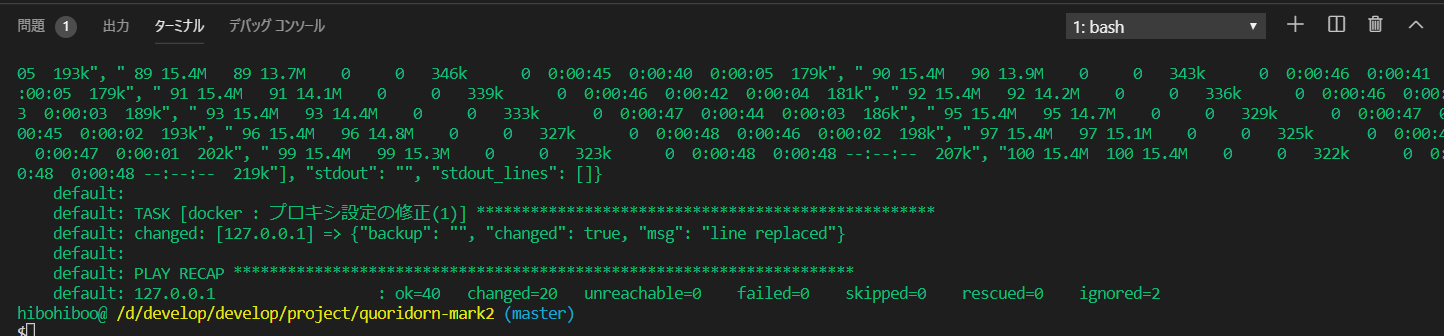 問題 1 出力 ターミナル デバッグ コンソール 1: bash
05  193k", " 89 15.4M   89 13.7M    0     0   346k      0  0:00:45  0:00:40  0:00:05  179k", " 90 15.4M   90 13.9M    0     0   343k      0  0:00:46  0:00:41
:00:05  179k", " 91 15.4M   91 14.1M    0     0   339k      0  0:00:46  0:00:42  0:00:04  181k", " 92 15.4M   92 14.2M    0     0   336k      0  0:00:46  0:00:4
3  0:00:03  189k", " 93 15.4M   93 14.4M    0     0   333k      0  0:00:47  0:00:44  0:00:03  186k", "  95 15.4M   95 14.7M    0     0   329k      0  0:00:47  0:
00:45  0:00:02  193k", " 96 15.4M   96 14.8M    0     0   327k      0  0:00:48  0:00:46  0:00:02  198k", " 97 15.4M   97 15.1M    0     0   325k      0  0:00:4
  0:00:47  0:00:01  202k", " 99 15.4M   99 15.3M    0     0   323k      0  0:00:48  0:00:48 --:--:--  207k", "100 15.4M  100 15.4M    0     0   322k      0  0:0
0:48  0:00:48 --:--:--  219k"], "stdout": "", "stdout_lines": []}
    default:
    default: TASK [docker : プロキシ設定の修正(1)] ***************************************************
    default: changed: [127.0.0.1] => {"backup": "", "changed": true, "msg": "line replaced"}
    default:
    default: PLAY RECAP *********************************************************************
    default: 127.0.0.1                  : ok=40   changed=20   unreachable=0    failed=0    skipped=0    rescued=0    ignored=2
hibohiboo@ /d/develop/develop/project/quoridorn-mark2 (master)
$